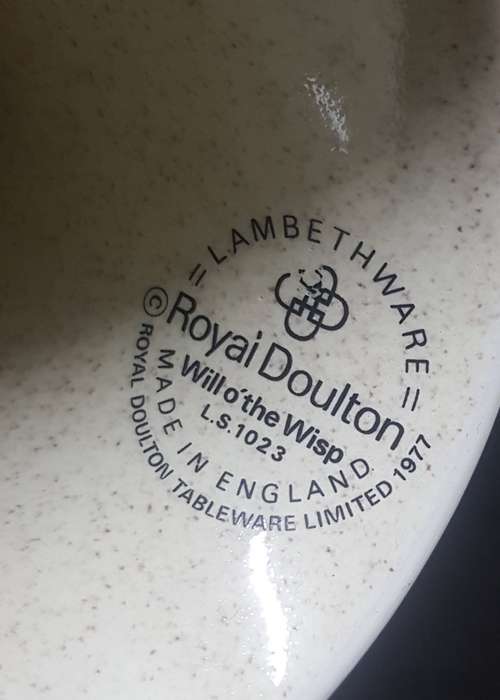 = LAMBETHWARE =
Royal Doulton
Will o'the Wisp
L.S.1023
MADE IN ENGLAND
© ROYAL DOULTON TABLEWARE LIMITED 1977